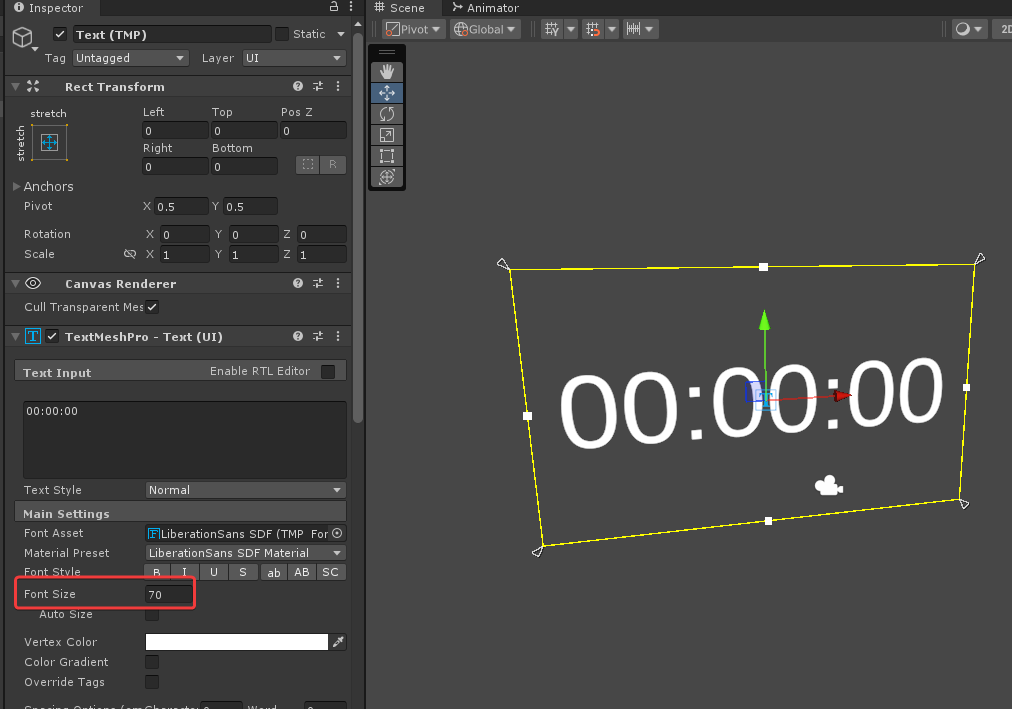 Inspector
Text (TMP)
Static
Tag Untagged Layer UI
Rect Transform
stretch
stretch
Left Top Pos Z
0 0 0
Right Bottom
0 0
R
Anchors
Pivot X 0.5 Y 0.5
Rotation X 0 Y 0 Z 0
Scale X 1 Y 1 Z 1
Canvas Renderer
Cull Transparent Mes
TextMeshPro - Text (UI)
Text Input Enable RTL Editor
00:00:00
Text Style Normal
Main Settings
Font Asset LiberationSans SDF (TMP For
Material Preset LiberationSans SDF Material
Font Style B I U S ab AB SC
Font Size 70
Auto Size
Vertex Color
Color Gradient
Override Tags
Scene Animator
Pivot Global
2D
00:00:00